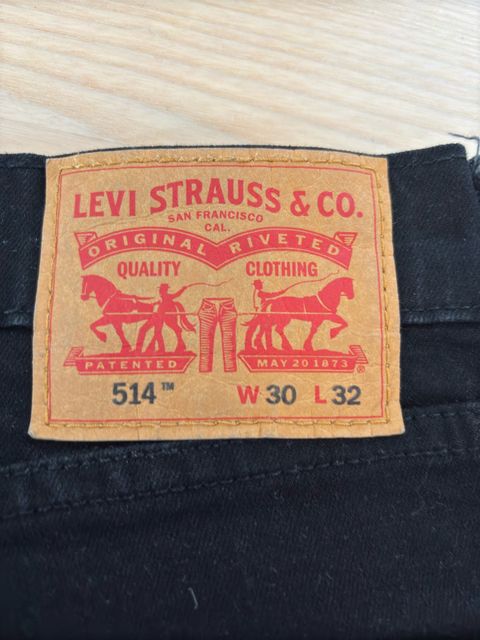 LEVI STRAUSS & CO.
SAN FRANCISCO
CAL.
ORIGINAL RIVETED
QUALITY CLOTHING
PATENTED MAY 20 1873 ®
514™ W 30 L 32